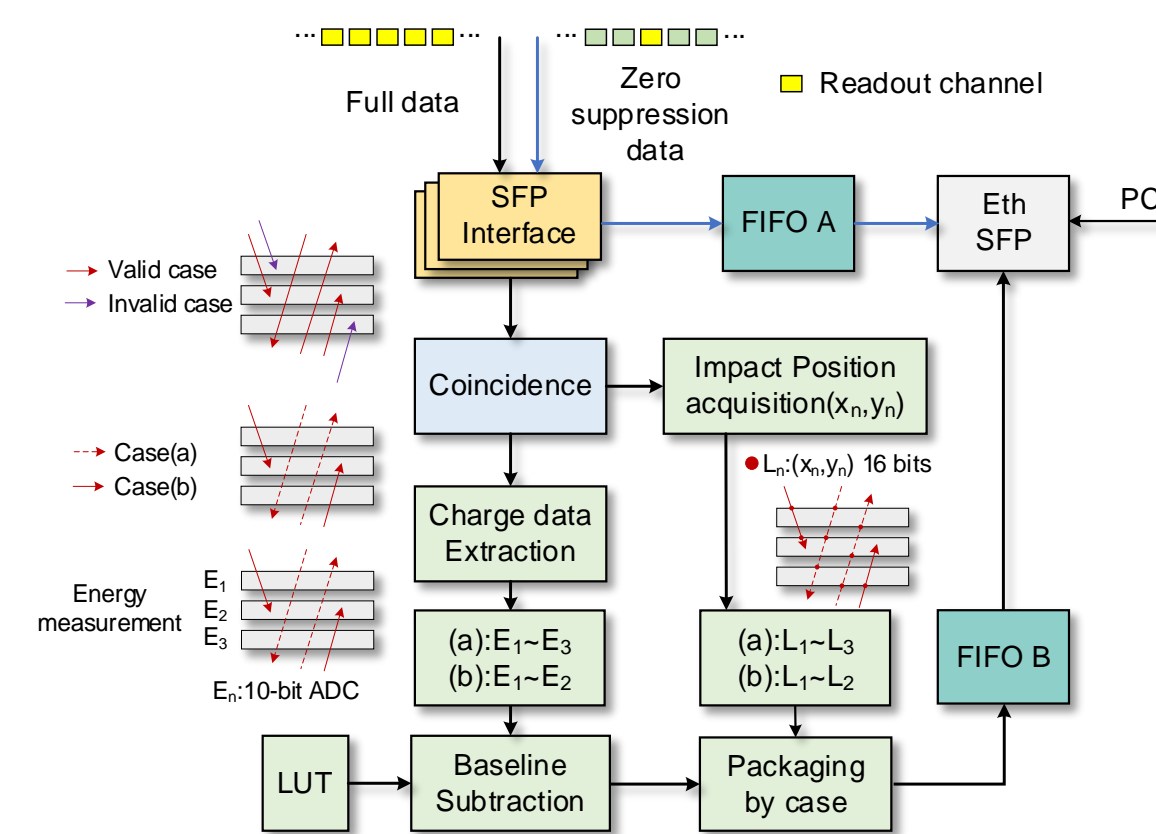 ... ...
... ...
Full data
Zero
suppression
data
Readout channel
SFP
Interface
FIFO A
Eth
SFP
PC
Valid case
Invalid case
Coincidence
Impact Position
acquisition(xₙ,yₙ)
Case(a)
Case(b)
Lₙ:(xₙ,yₙ) 16 bits
Charge data
Extraction
Energy
measurement
E₁
E₂
E₃
Eₙ:10-bit ADC
(a):E₁~E₃
(b):E₁~E₂
(a):L₁~L₃
(b):L₁~L₂
FIFO B
LUT
Baseline
Subtraction
Packaging
by case